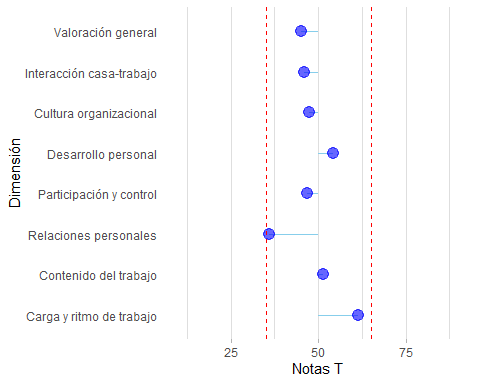 Valoración general
Interacción casa-trabajo
Cultura organizacional
Desarrollo personal
Participación y control
Relaciones personales
Contenido del trabajo
Carga y ritmo de trabajo
Dimensión
25 50 75
Notas T